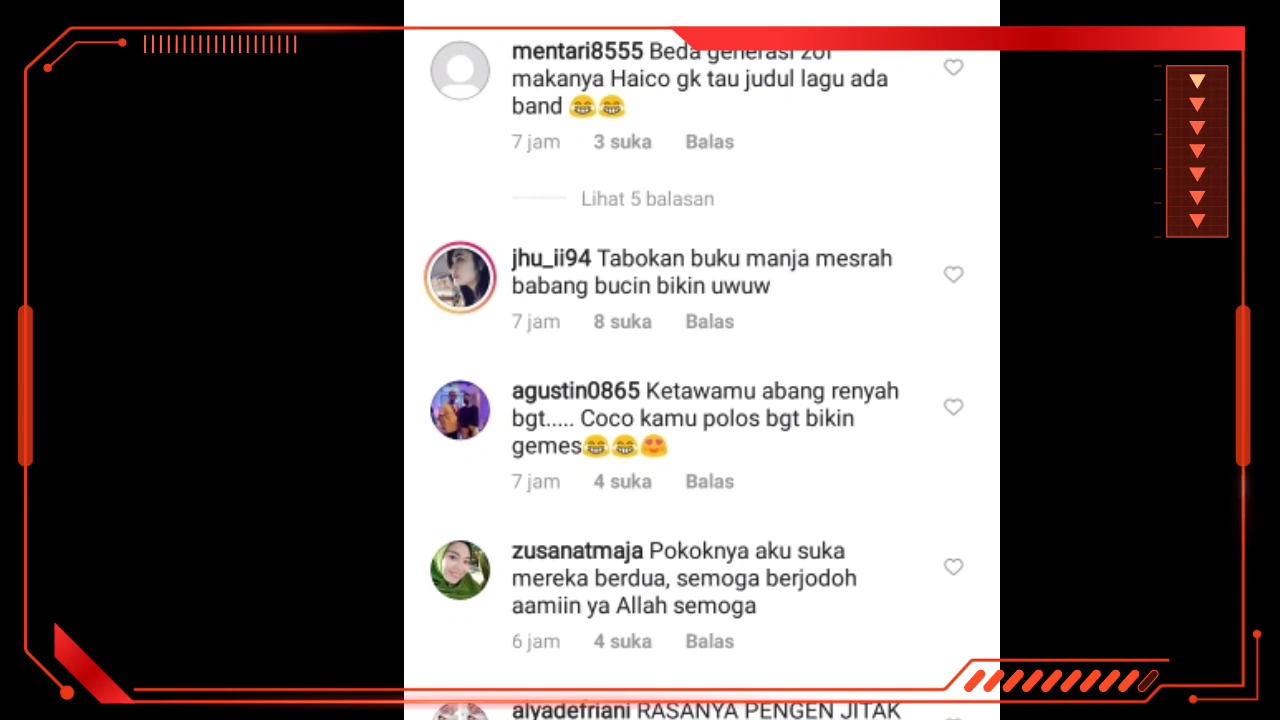 mentari8555 Beda generasi zof
makanya Haico gk tau judul lagu ada
band 😂😂
7 jam 3 suka Balas
Lihat 5 balasan
jhu_ii94 Tabokan buku manja mesrah
babang bucin bikin uwuw
7 jam 8 suka Balas
agustin0865 Ketawamu abang renyah
bgt..... Coco kamu polos bgt bikin
gemes😂😂😍
7 jam 4 suka Balas
zusanatmaja Pokoknya aku suka
mereka berdua, semoga berjodoh
aamiin ya Allah semoga
6 jam 4 suka Balas
alyadefriani RASANYA PENGEN JITAK